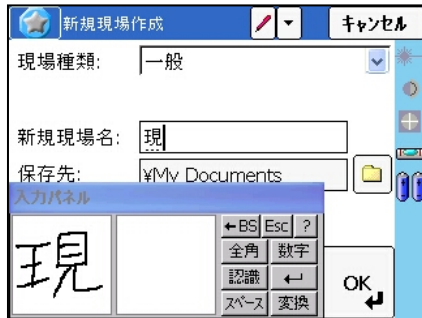 新規現場作成 キャンセル
現場種類: 一般
新規現場名: 現
保存先: ¥My Documents
入力パネル
←BS Esc ?
全角 数字
現 認識 ↵
スペース 変換
OK